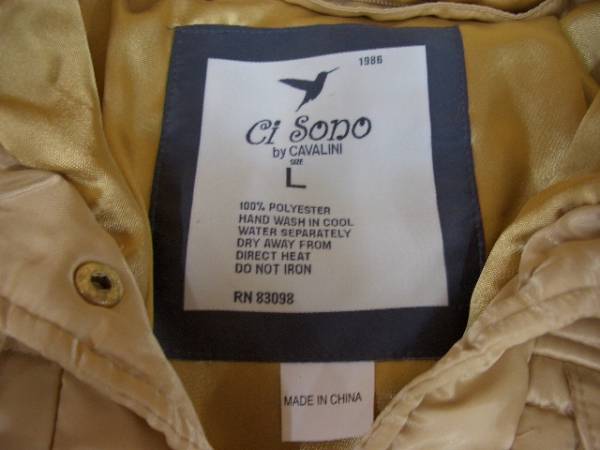 1986
Ci Sono
by CAVALINI
SIZE
L
100% POLYESTER
HAND WASH IN COOL
WATER SEPARATELY
DRY AWAY FROM
DIRECT HEAT
DO NOT IRON
RN 83098
MADE IN CHINA